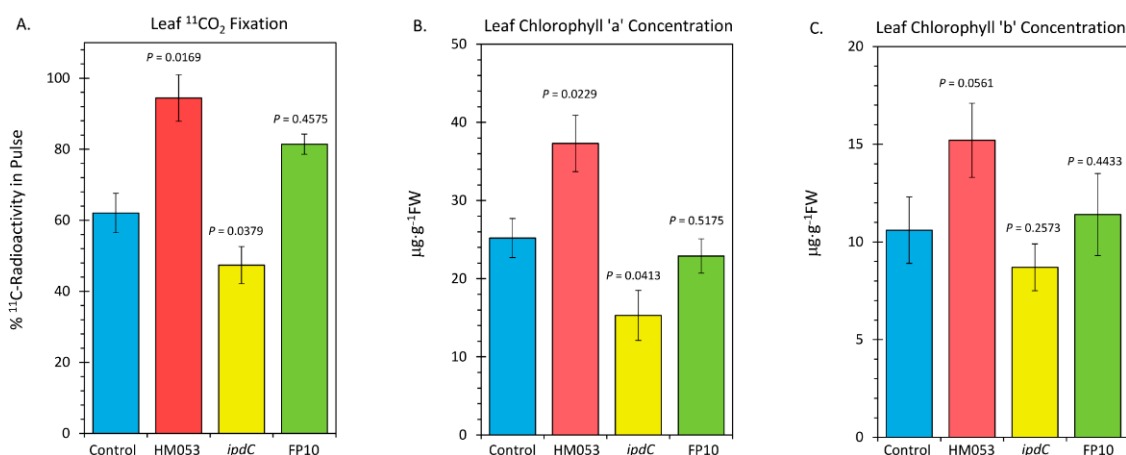 A.
Leaf ¹¹CO₂ Fixation
% ¹¹C-Radioactivity in Pulse
100
80
60
40
20
0
P = 0.0169
P = 0.0379
P = 0.4575
Control HM053 ipdC FP10
B.
Leaf Chlorophyll 'a' Concentration
µg·g⁻¹FW
50
40
30
20
10
0
P = 0.0229
P = 0.0413
P = 0.5175
Control HM053 ipdC FP10
C.
Leaf Chlorophyll 'b' Concentration
µg·g⁻¹FW
20
15
10
5
0
P = 0.0561
P = 0.2573
P = 0.4433
Control HM053 ipdC FP10